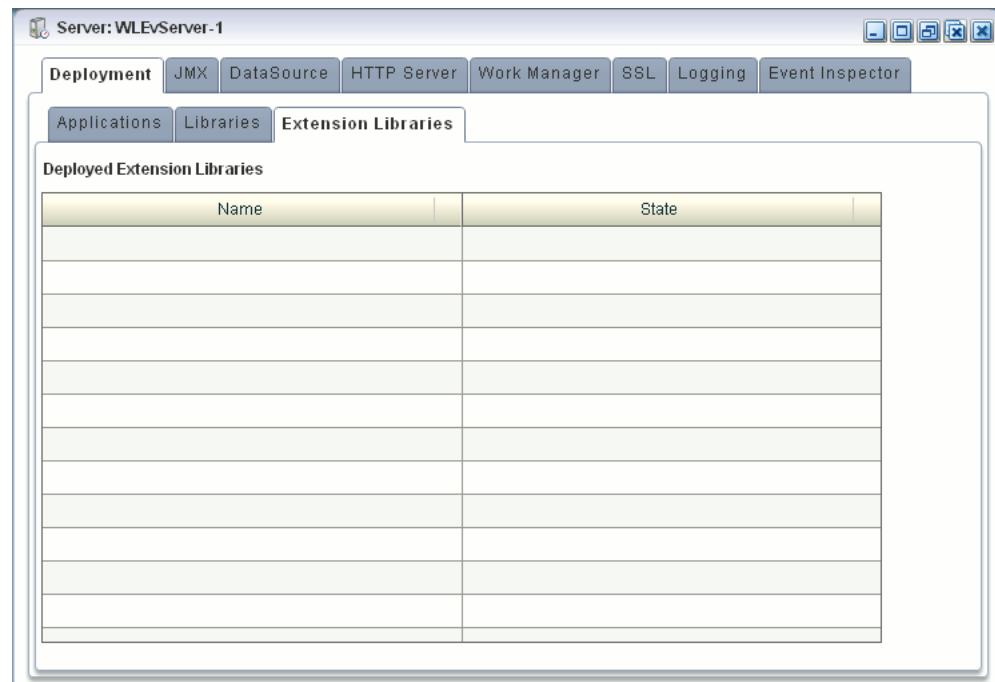 Server: WLEvServer-1
Deployment JMX DataSource HTTP Server Work Manager SSL Logging Event Inspector
Applications Libraries Extension Libraries
Deployed Extension Libraries
Name State